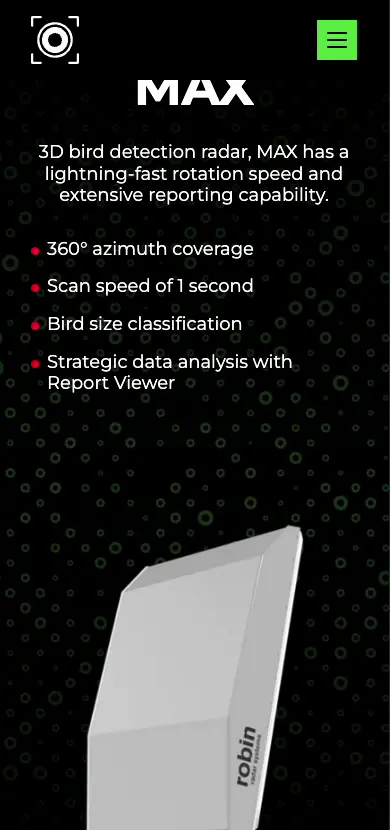 MAX
3D bird detection radar, MAX has a
lightning-fast rotation speed and
extensive reporting capability.
360° azimuth coverage
Scan speed of 1 second
Bird size classification
Strategic data analysis with
Report Viewer
robin
radar systems